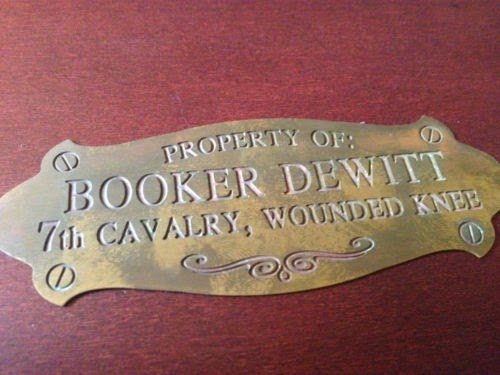 PROPERTY OF:
BOOKER DEWITT
7th CAVALRY, WOUNDED KNEE